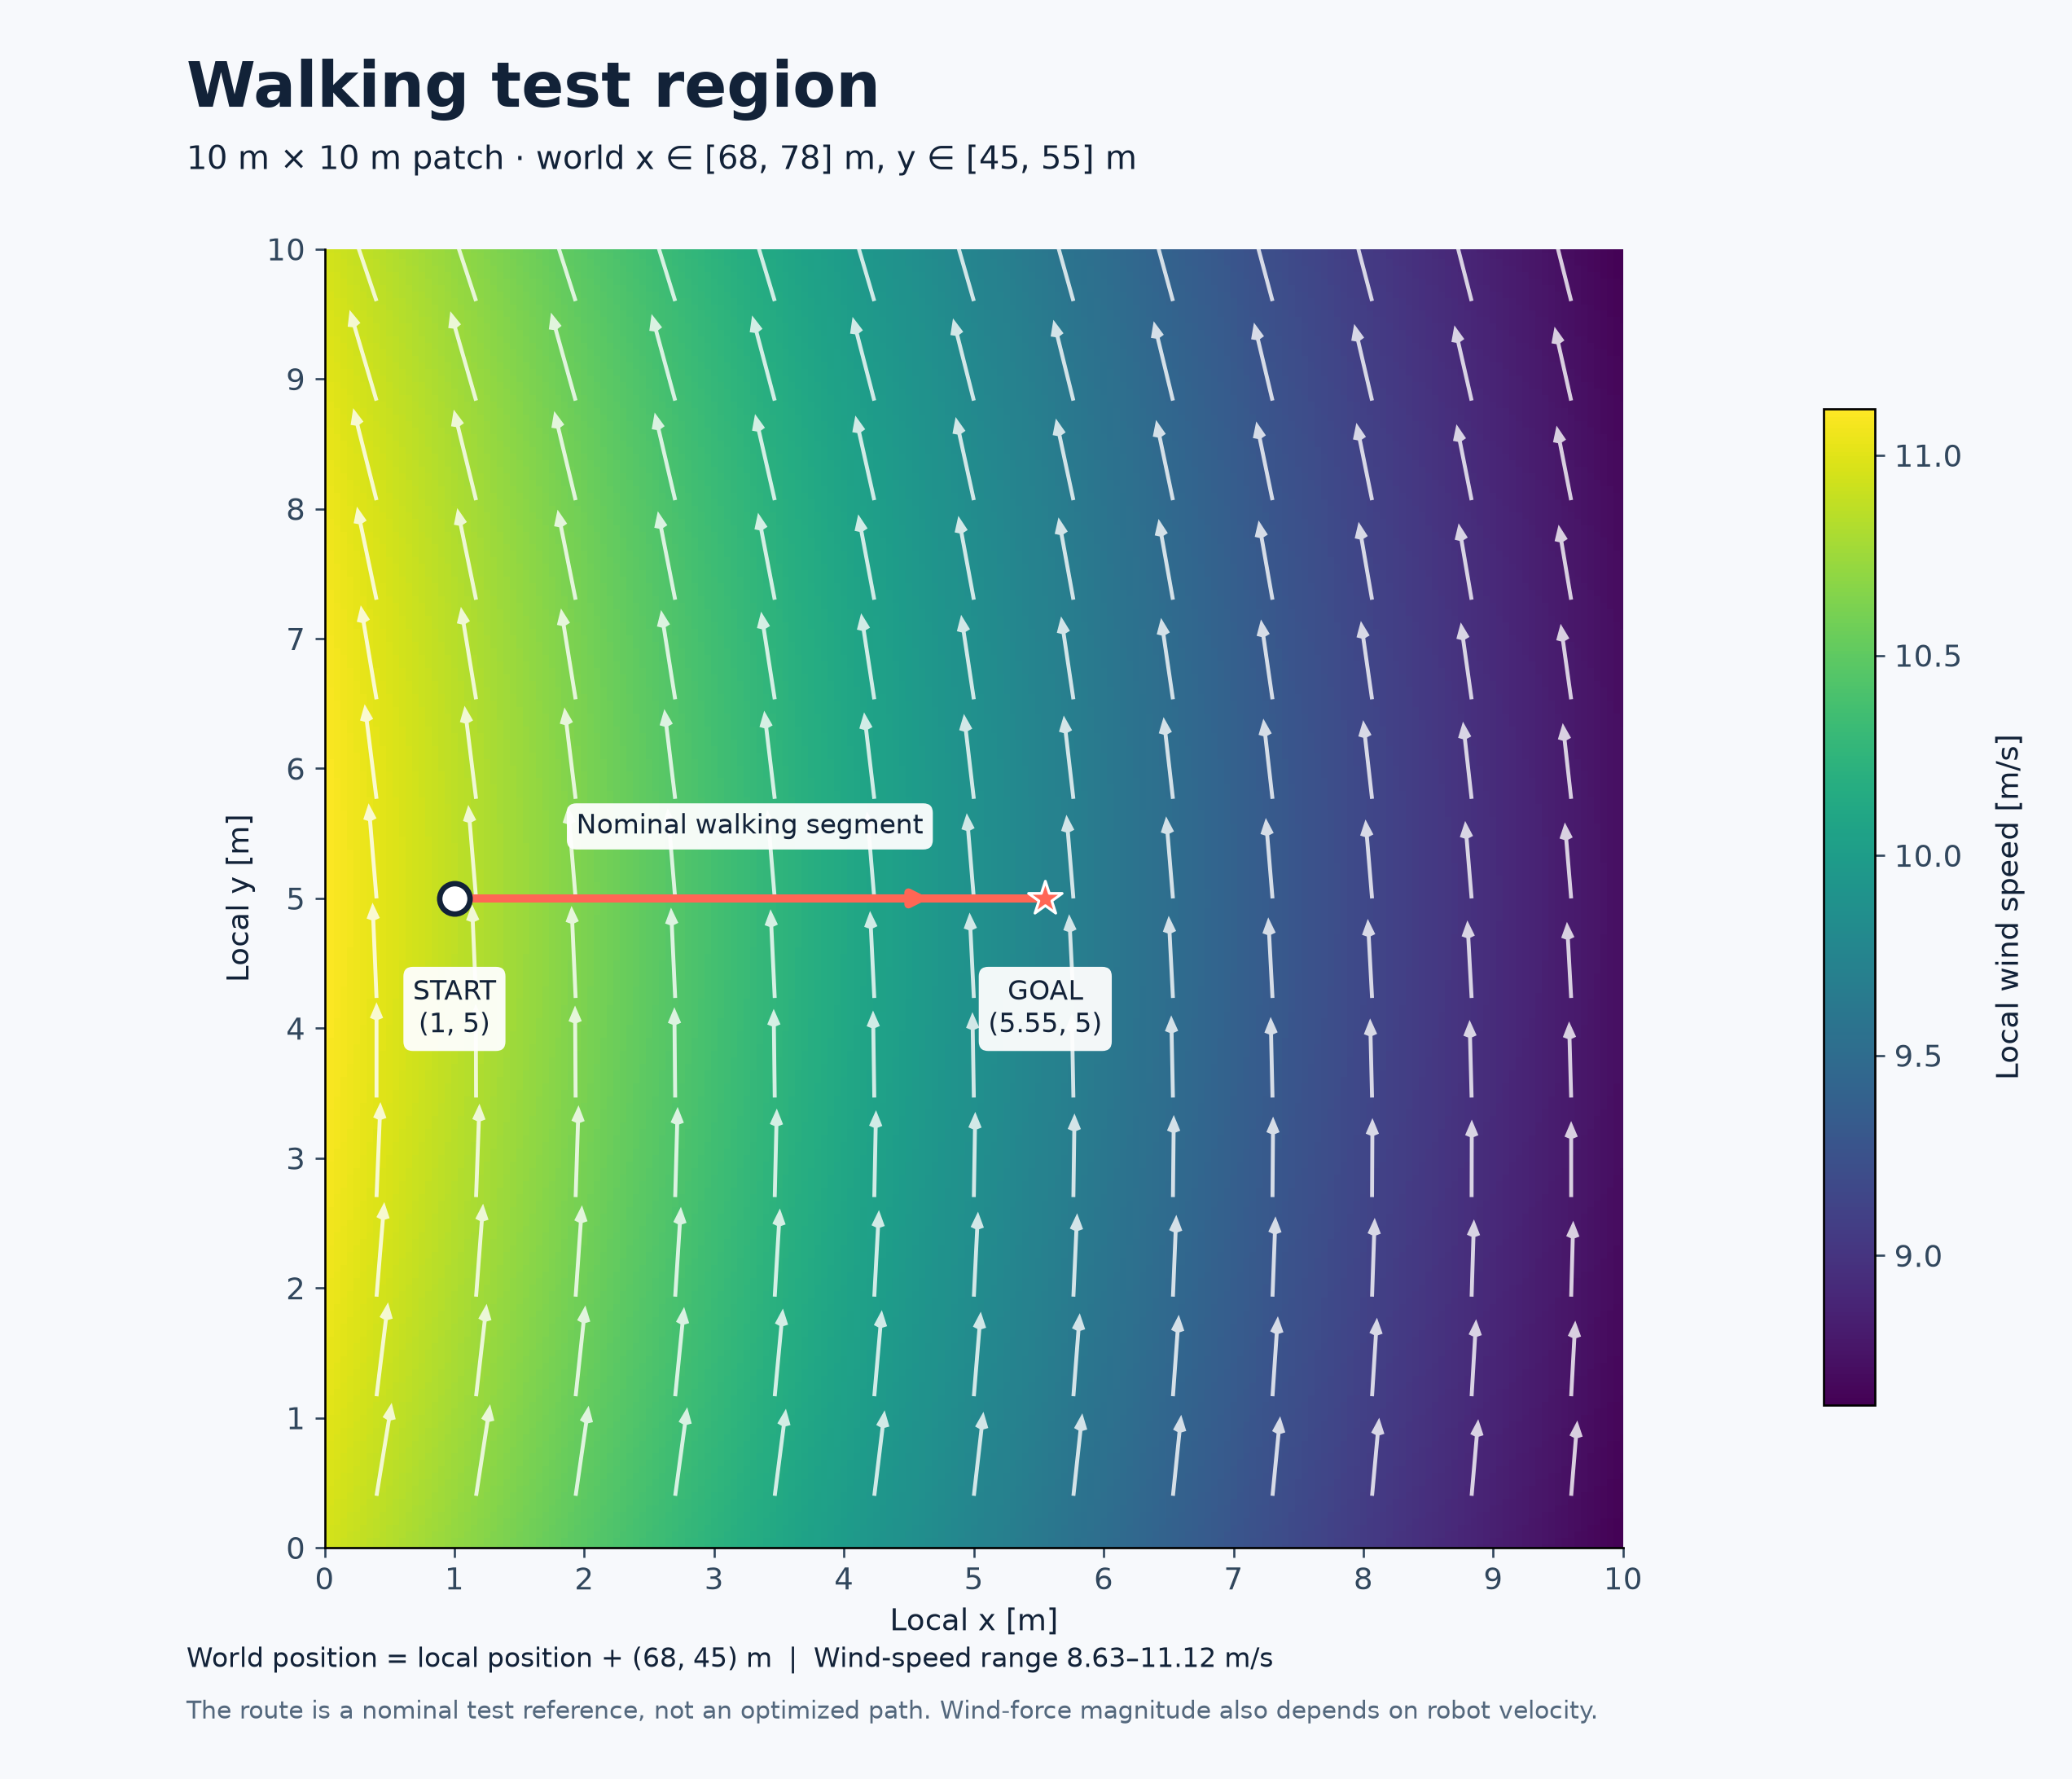 Walking test region
10 m × 10 m patch · world x ∈ [68, 78] m, y ∈ [45, 55] m
10
9
8
7
6
5
4
3
2
1
0
Local y [m]
Nominal walking segment
START
(1, 5)
GOAL
(5.55, 5)
0 1 2 3 4 5 6 7 8 9 10
Local x [m]
11.0
10.5
10.0
9.5
9.0
Local wind speed [m/s]
World position = local position + (68, 45) m | Wind-speed range 8.63–11.12 m/s
The route is a nominal test reference, not an optimized path. Wind-force magnitude also depends on robot velocity.